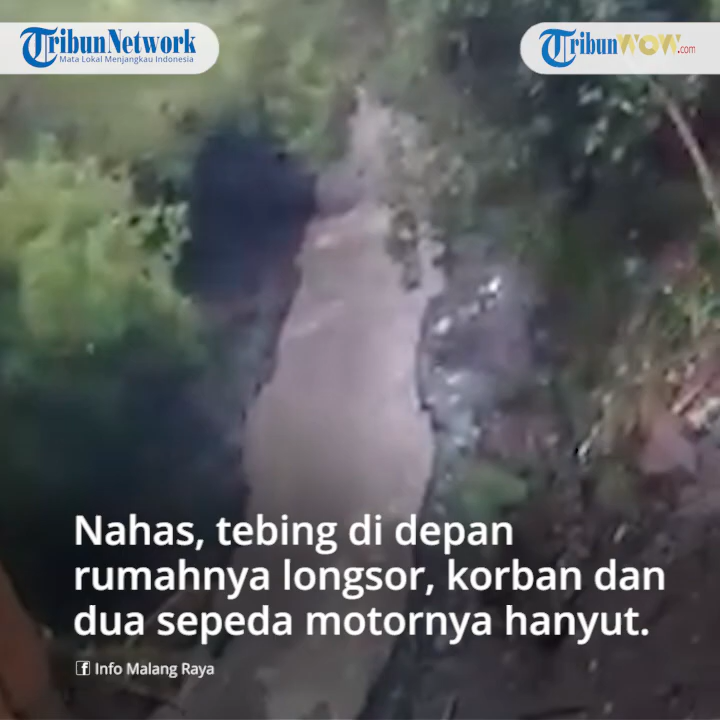 TribunNetwork
Mata Lokal Menjangkau Indonesia
TribunWOW.com
Nahas, tebing di depan
rumahnya longsor, korban dan
dua sepeda motornya hanyut.
Info Malang Raya